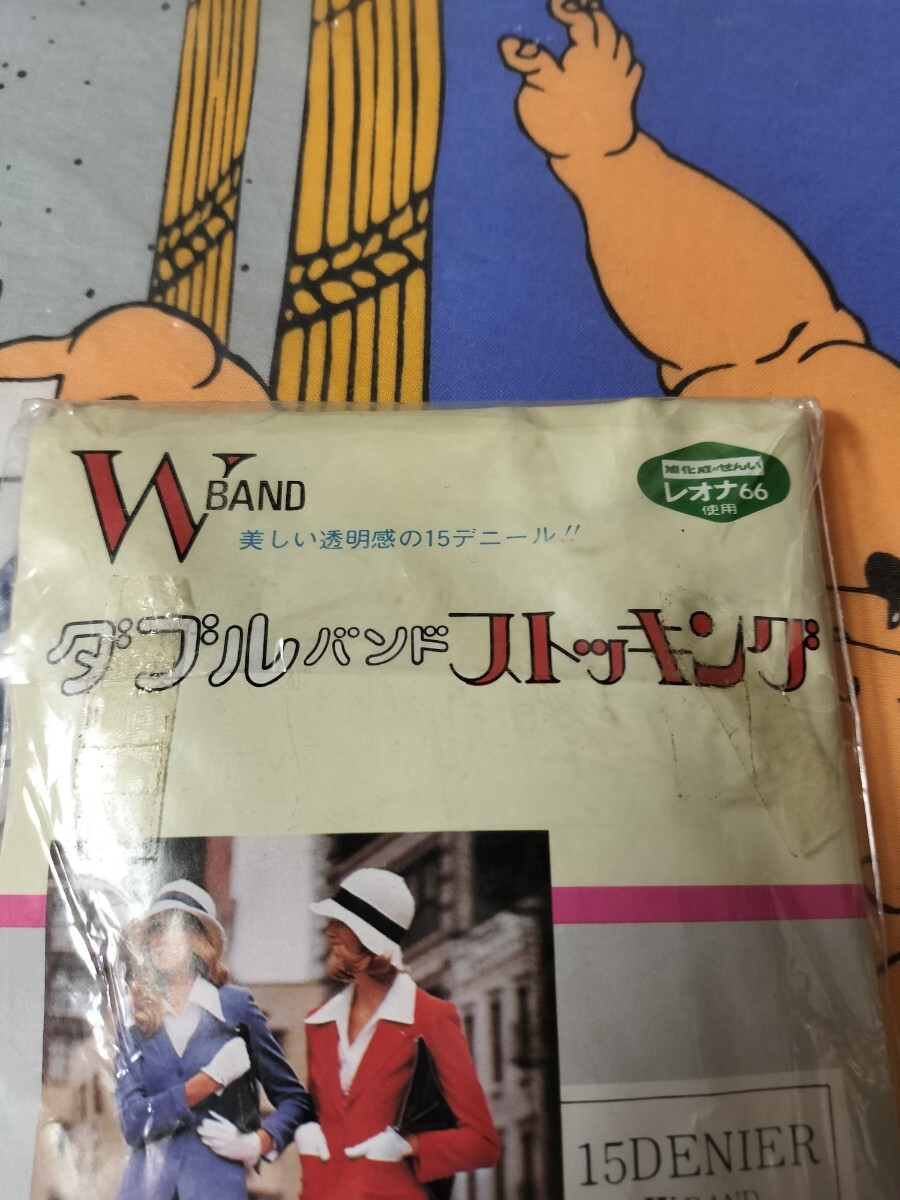 W BAND
美しい透明感の15デニール!!
旭化成のせんい
レオナ66
使用
ダブルバンドストッキング
15DENIER
W BAND